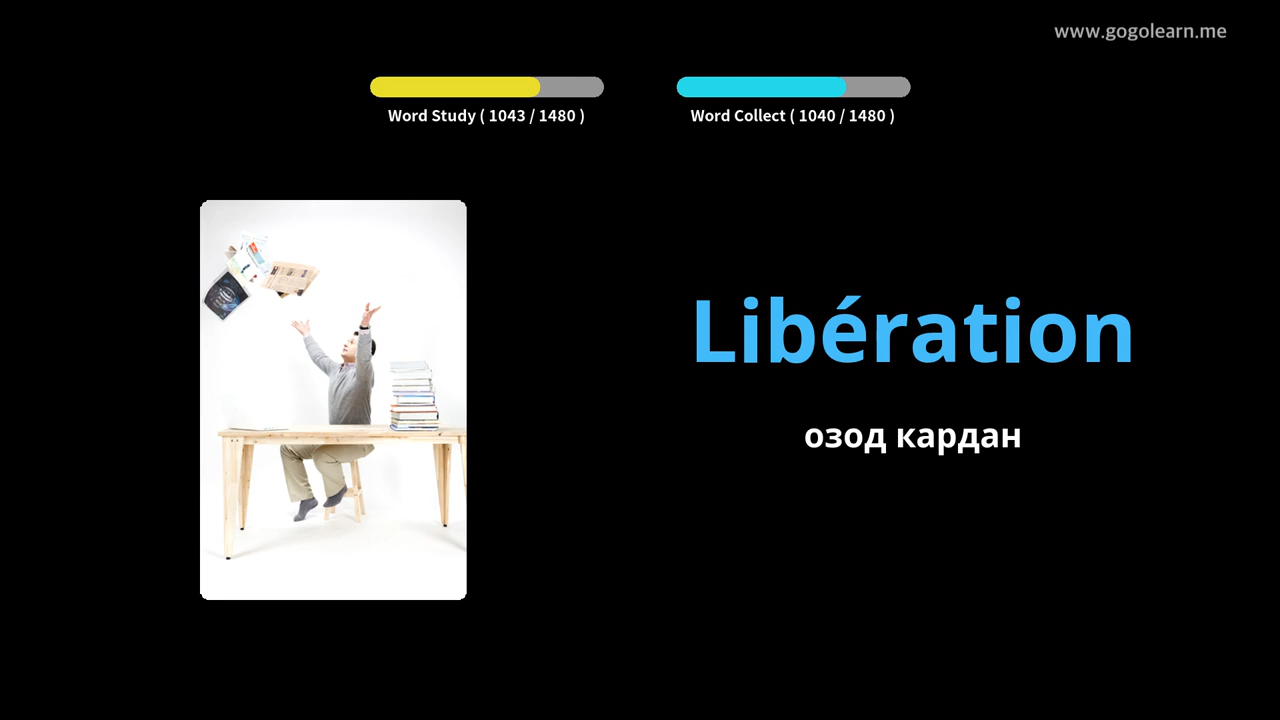 www.gogolearn.me
Word Study ( 1043 / 1480 )
Word Collect ( 1040 / 1480 )
Libération
озод кардан